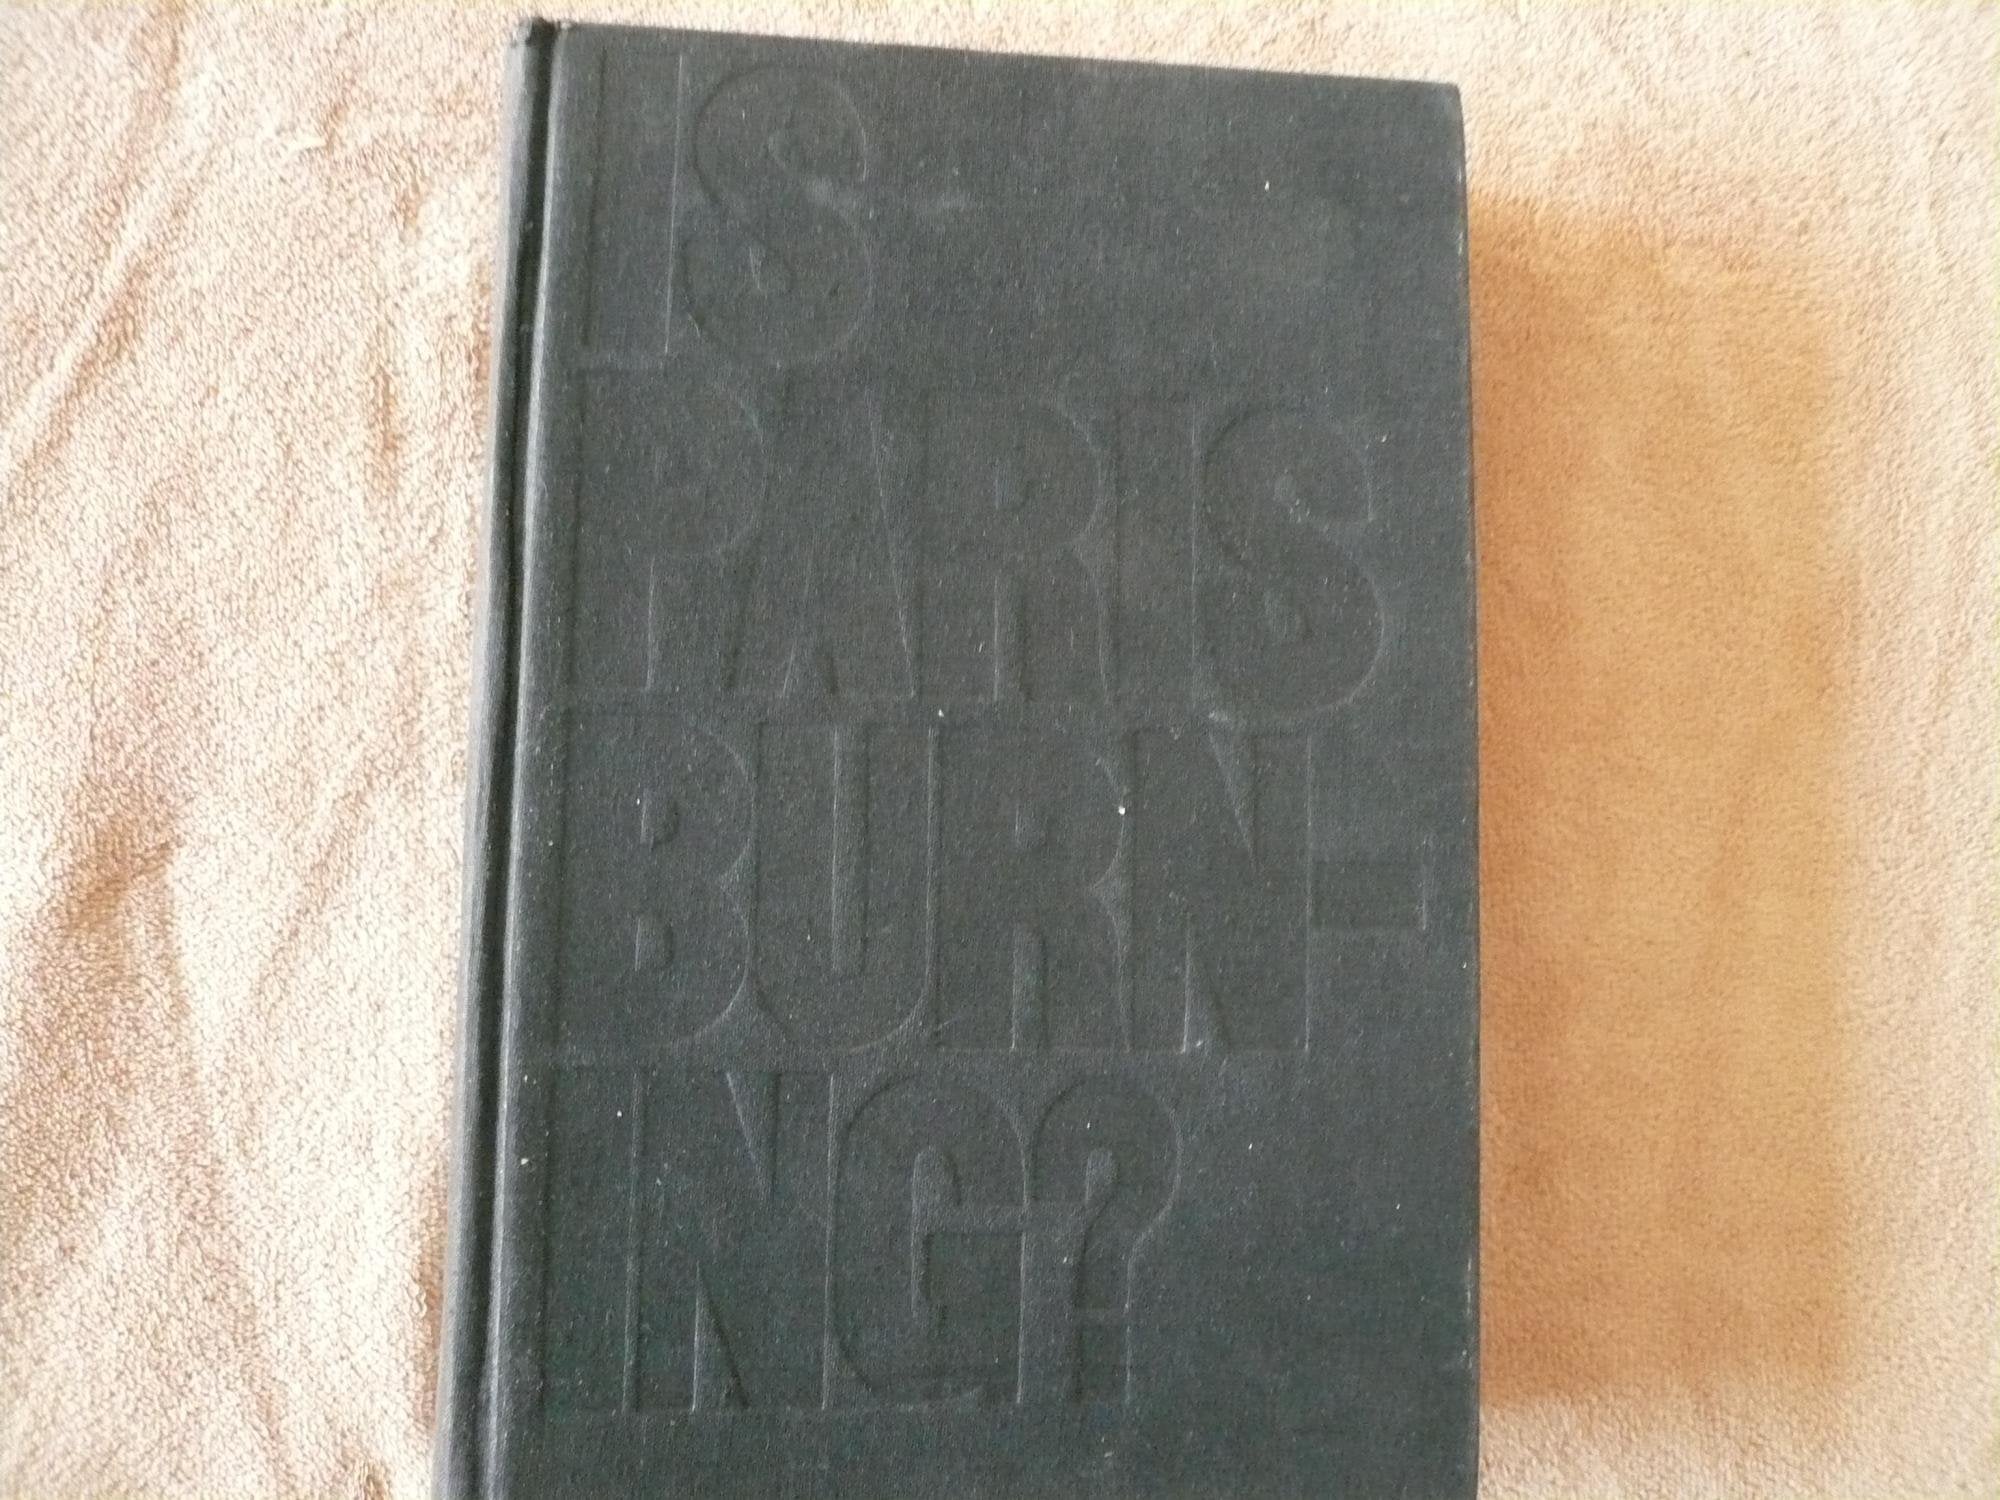 IS
PARIS
BURN-
ING?